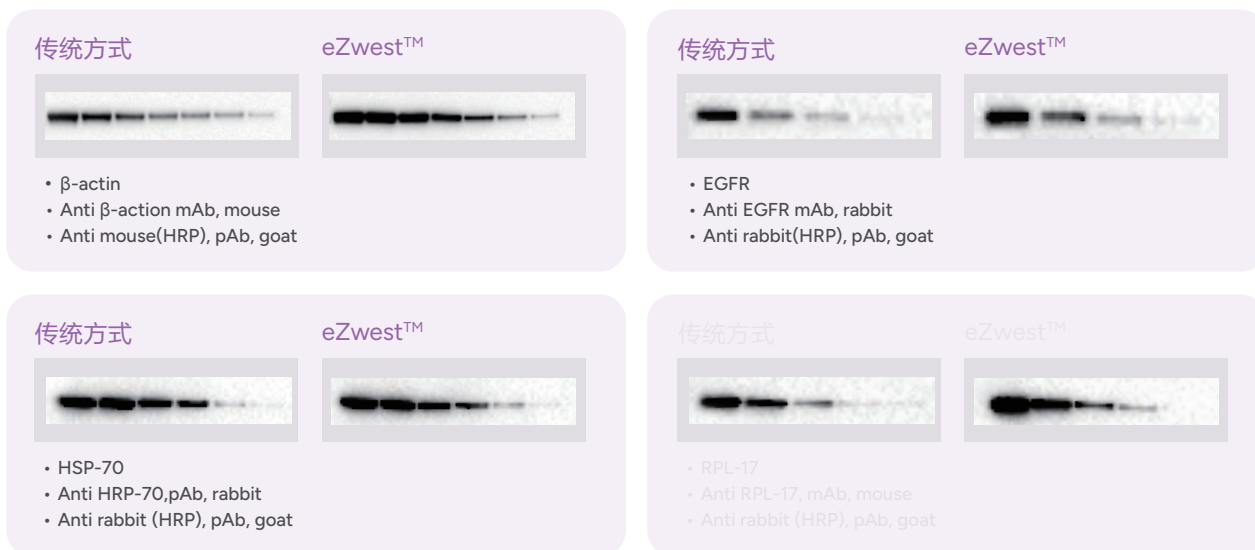 传统方式
eZwest™
β-actin
Anti β-action mAb, mouse
Anti mouse(HRP), pAb, goat
传统方式
eZwest™
EGFR
Anti EGFR mAb, rabbit
Anti rabbit(HRP), pAb, goat
传统方式
eZwest™
HSP-70
Anti HRP-70,pAb, rabbit
Anti rabbit (HRP), pAb, goat
传统方式
eZwest™
RPL-17
Anti RPL-17, mAb, mouse
Anti rabbit (HRP), pAb, goat